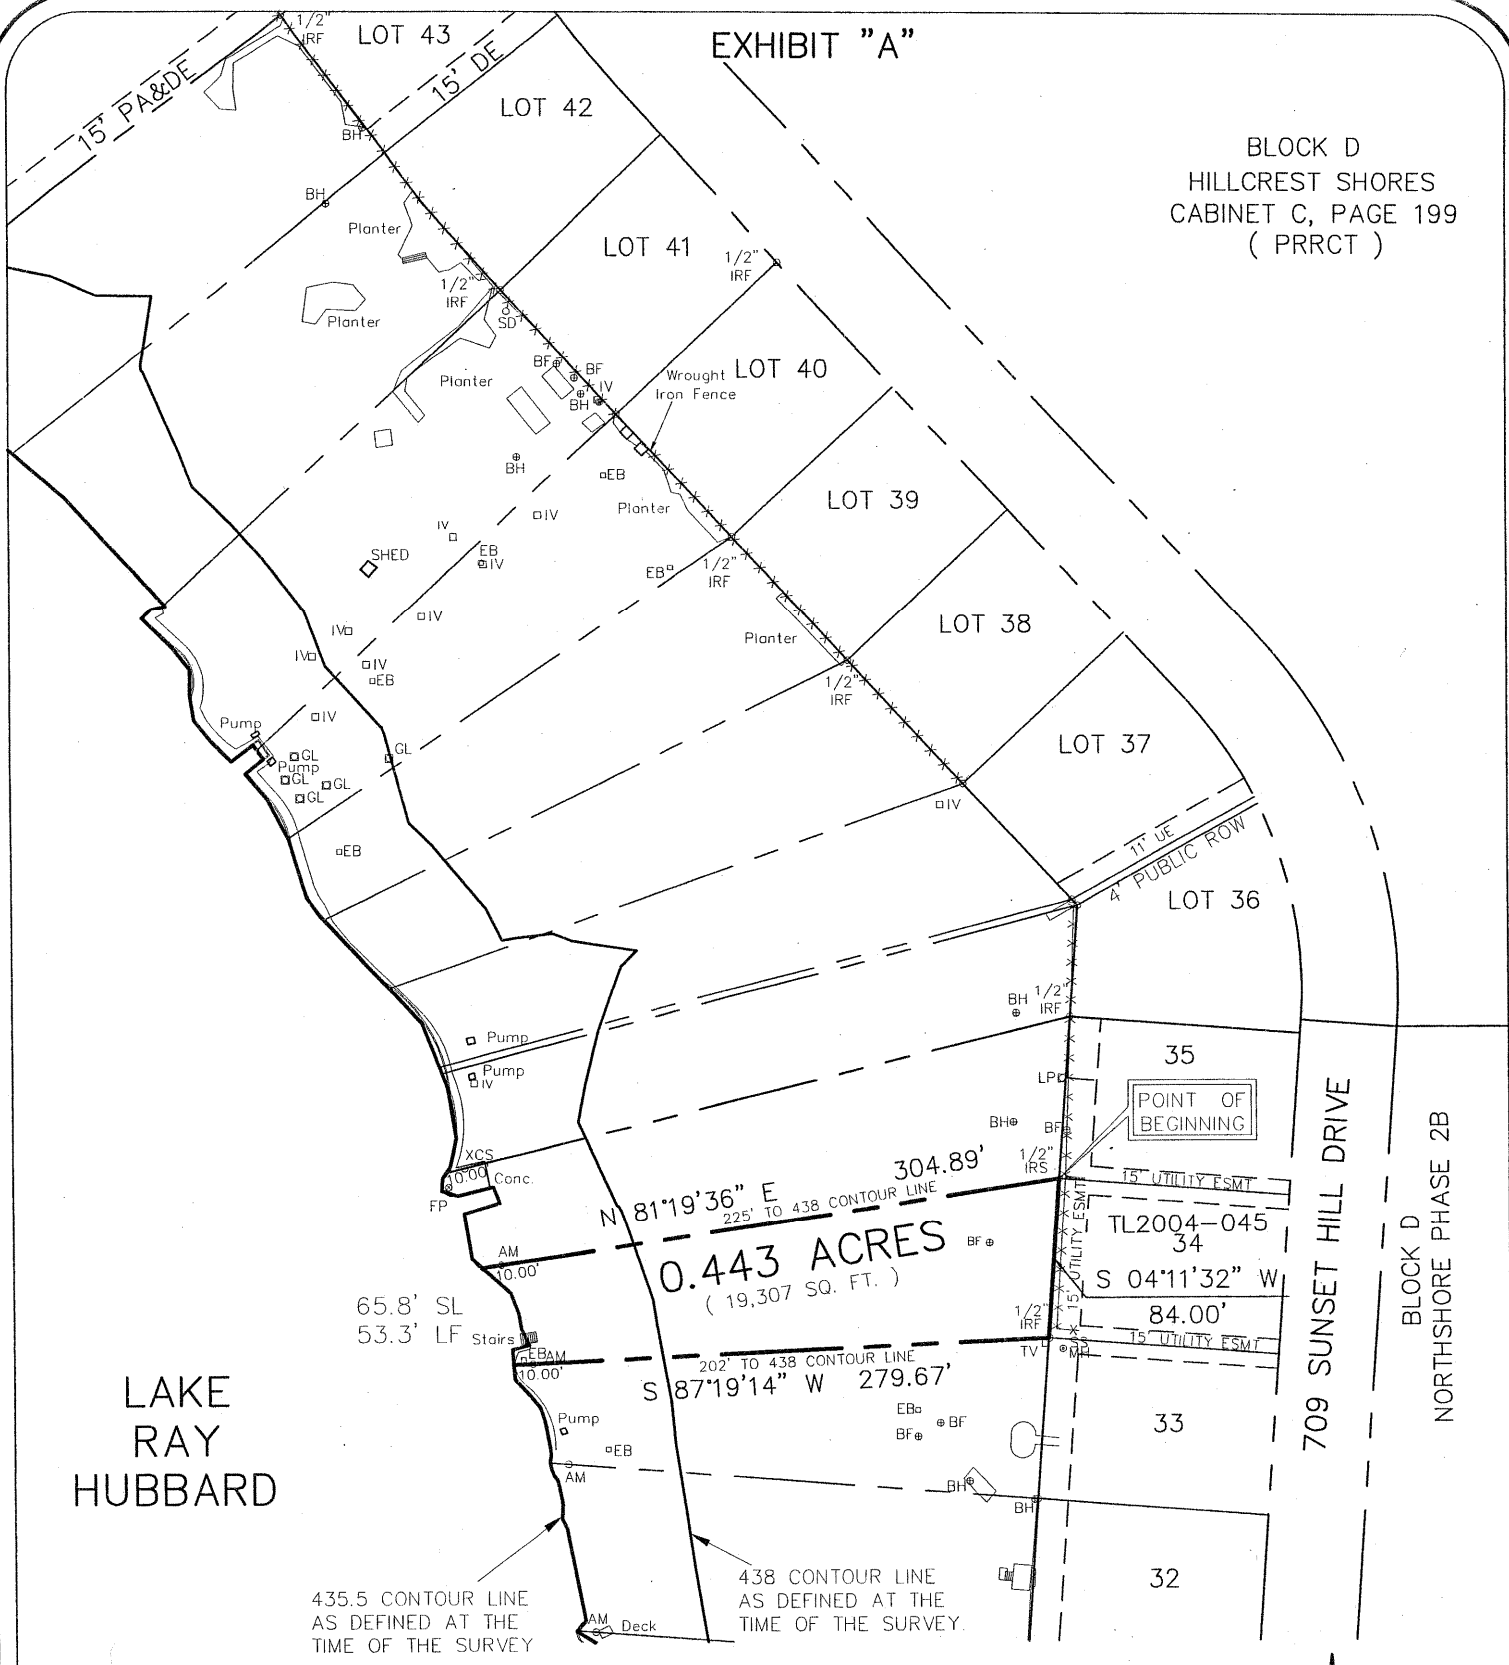 EXHIBIT "A"
BLOCK D
HILLCREST SHORES
CABINET C, PAGE 199
( PRRCT )
1/2"
IRF
LOT 43
15' PA&DE
15' DE
BH
LOT 42
BH
Planter
LOT 41
1/2"
IRF
1/2"
IRF
SD
Planter
BF
BF
Planter
IV
BH
Wrought
Iron Fence
LOT 40
BH
EB
LOT 39
Planter
IV
IV
EB
IV
SHED
EB
1/2"
IRF
IV
LOT 38
Planter
IV
IV
IV
EB
1/2"
IRF
IV
Pump
GL
GL
Pump
GL
GL
GL
LOT 37
IV
EB
11' UE
4' PUBLIC ROW
LOT 36
BH
1/2"
IRF
Pump
Pump
IV
35
LP
POINT OF
BEGINNING
BH
BF
XCS
10.00'
Conc.
FP
1/2"
IRS
304.89'
N 81°19'36" E
225' TO 438 CONTOUR LINE
15' UTILITY ESMT
TL2004-045
34
15' UTILITY ESMT
AM
10.00'
0.443 ACRES
( 19,307 SQ. FT. )
BF
S 04°11'32" W
84.00'
65.8' SL
53.3' LF
Stairs
1/2"
IRF
15' UTILITY ESMT
EB
AM
10.00'
202' TO 438 CONTOUR LINE
S 87°19'14" W 279.67'
TV
SS
MH
709 SUNSET HILL DRIVE
BLOCK D
NORTHSHORE PHASE 2B
LAKE
RAY
HUBBARD
Pump
EB
EB
BF
BF
33
AM
BH
BH
32
435.5 CONTOUR LINE
AS DEFINED AT THE
TIME OF THE SURVEY
438 CONTOUR LINE
AS DEFINED AT THE
TIME OF THE SURVEY.
AM
Deck